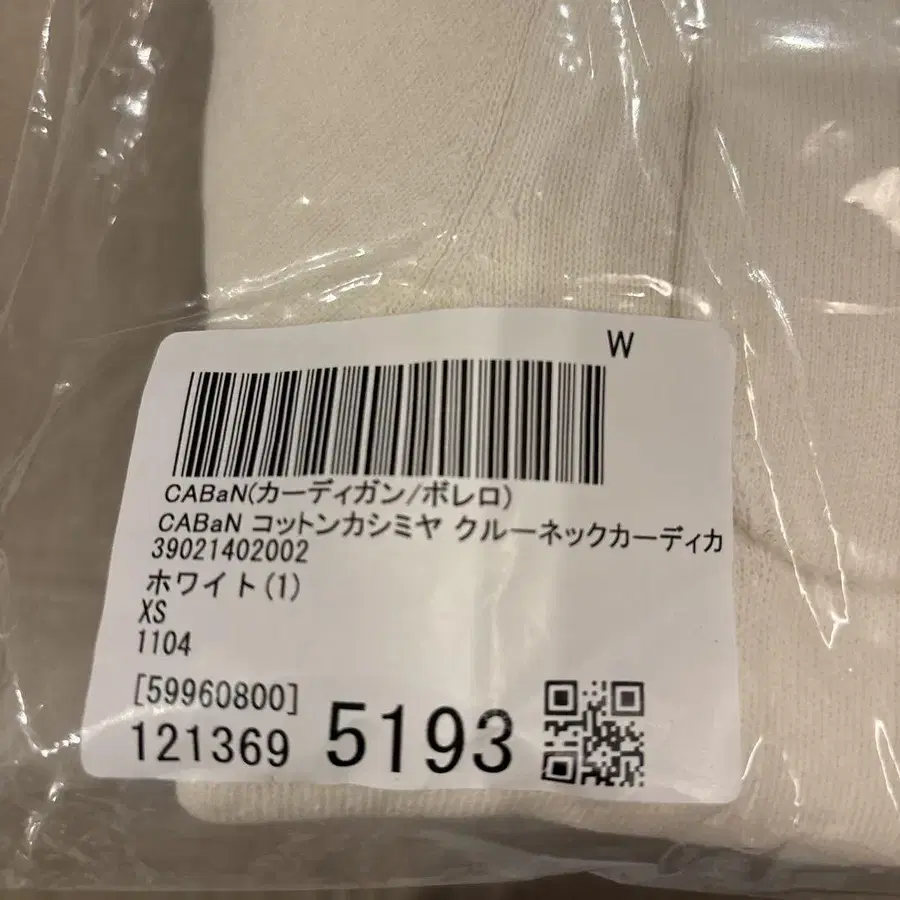 W
CABaN(カーディガン/ボレロ)
CABaN コットンカシミヤ クルーネックカーディカ
39021402002
ホワイト(1)
XS
1104
[59960800]
121369 5193